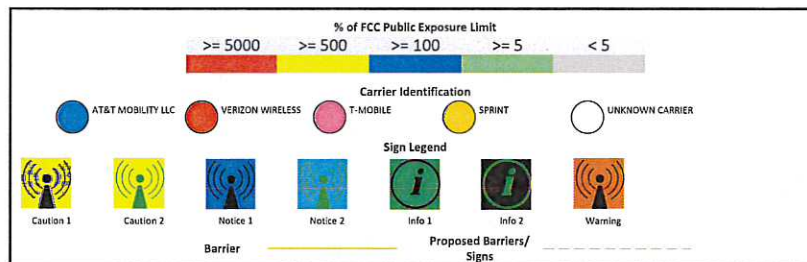 % of FCC Public Exposure Limit
>= 5000 >= 500 >= 100 >= 5 < 5
Carrier Identification
AT&T MOBILITY LLC VERIZON WIRELESS T-MOBILE SPRINT UNKNOWN CARRIER
Sign Legend
i i
Caution 1 Caution 2 Notice 1 Notice 2 Info 1 Info 2 Warning
Barrier Proposed Barriers/
Signs